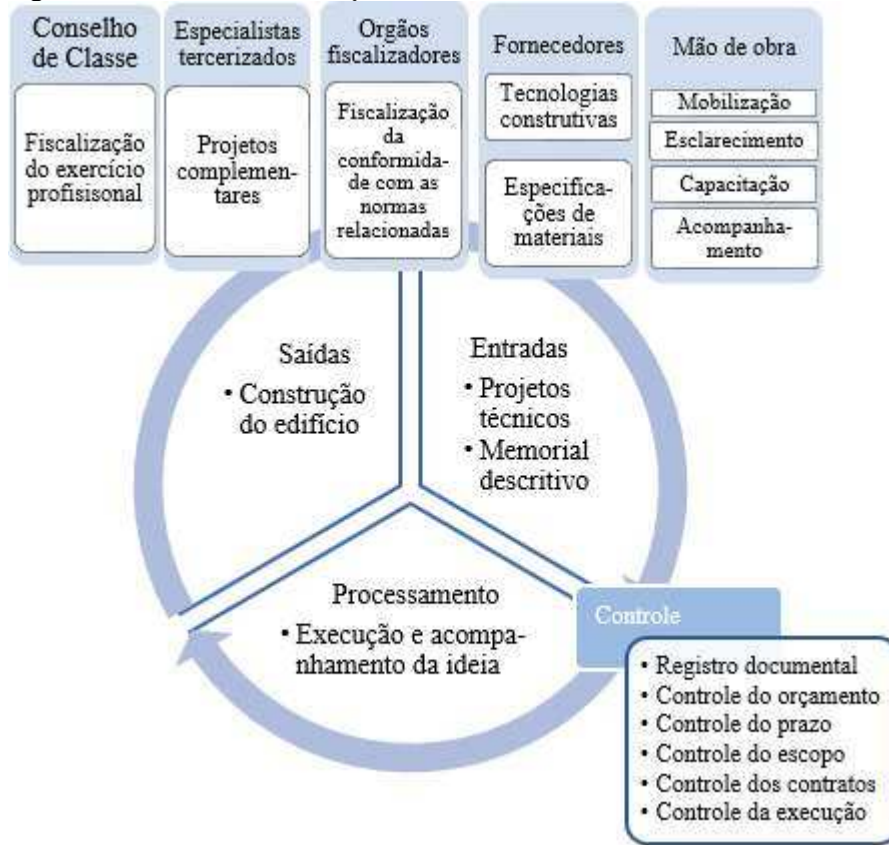 Conselho
de Classe
Fiscalização
do exercício
profisisonal
Especialistas
tercerizados
Projetos
complemen-
tares
Orgãos
fiscalizadores
Fiscalização
da
conformida-
de com as
normas
relacionadas
Fornecedores
Tecnologias
construtivas
Especifica-
ções de
materiais
Mão de obra
Mobilização
Esclarecimento
Capacitação
Acompanha-
mento
Saídas
• Construção
do edifício
Entradas
• Projetos
técnicos
• Memorial
descritivo
Processamento
• Execução e acompa-
nhamento da ideia
Controle
• Registro documental
• Controle do orçamento
• Controle do prazo
• Controle do escopo
• Controle dos contratos
• Controle da execução